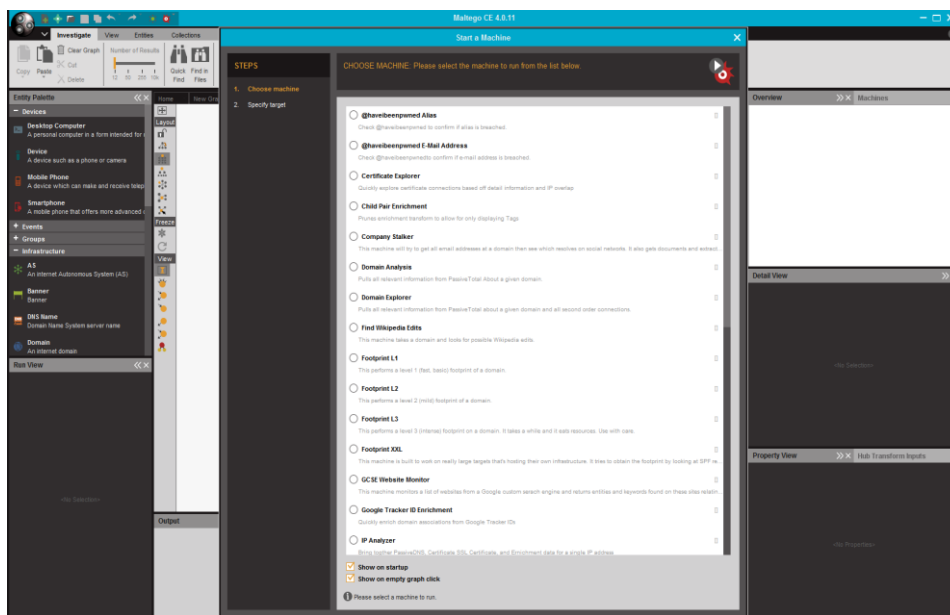 Maltego CE 4.0.11
Investigate View Entities Collections
Copy Paste
Clear Graph
Cut
Delete
Number of Results
12 50 255 10k
Quick Find
Find in Files
Entity Palette
Devices
Desktop Computer
A personal computer in a form intended for
Device
A device such as a phone or camera
Mobile Phone
A device which can make and receive telep
Smartphone
A mobile phone that offers more advanced
Events
Groups
Infrastructure
AS
An internet Autonomous System (AS)
Banner
Banner
DNS Name
Domain Name System server name
Domain
An internet domain
Run View
<No Selection>
Home New Gra
Layout
Freeze
View
Output
Start a Machine
STEPS
1. Choose machine
2. Specify target
CHOOSE MACHINE: Please select the machine to run from the list below.
@haveibeenpwned Alias
Check @haveibeenpwned to confirm if alias is breached.
@haveibeenpwned E-Mail Address
Check @haveibeenpwnedto confirm if e-mail address is breached.
Certificate Explorer
Quickly explore certificate connections based off detail information and IP overlap
Child Pair Enrichment
Prunes enrichment transform to allow for only displaying Tags
Company Stalker
This machine will try to get all email addresses at a domain then see which resolves on social networks. It also gets documents and extract...
Domain Analysis
Pulls all relevant information from PassiveTotal About a given domain.
Domain Explorer
Pulls all relevant information from PassiveTotal about a given domain and all second order connections.
Find Wikipedia Edits
This machine takes a domain and looks for possible Wikipedia edits.
Footprint L1
This performs a level 1 (fast, basic) footprint of a domain.
Footprint L2
This performs a level 2 (mild) footprint of a domain.
Footprint L3
This performs a level 3 (intense) footprint on a domain. It takes a while and it eats resources. Use with care.
Footprint XXL
This machine is built to work on really large targets that's hosting their own infrastructure. It tries to obtain the footprint by looking at SPF re...
GCSE Website Monitor
This machine monitors a list of websites from a Google custom search engine and returns entities and keywords found on these sites relatin...
Google Tracker ID Enrichment
Quickly enrich domain associations from Google Tracker IDs
IP Analyzer
Bring together PassiveDNS, Certificate SSL Certificate, and Enrichment data for a single IP address.
Show on startup
Show on empty graph click
Please select a machine to run.
Overview Machines
Detail View
<No Selection>
Property View Hub Transform Inputs
<No Properties>